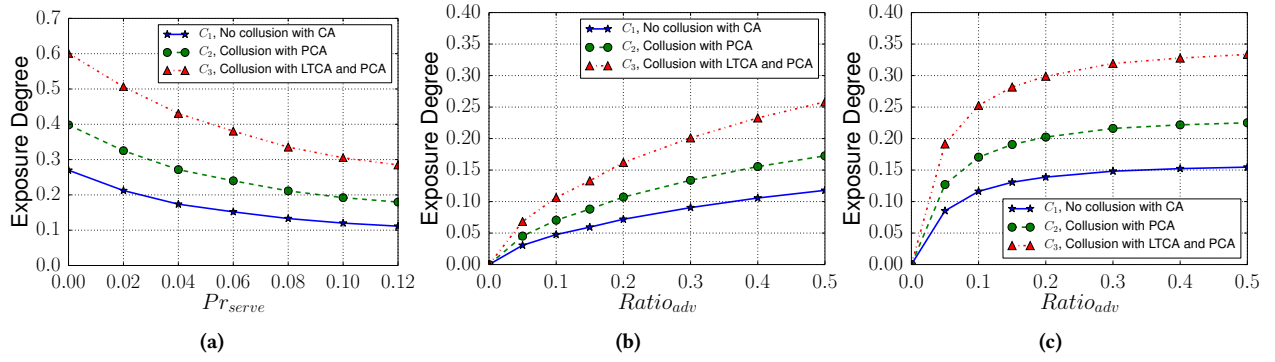 C1, No collusion with CA
C2, Collusion with PCA
C3, Collusion with LTCA and PCA
Exposure Degree
0.7
0.6
0.5
0.4
0.3
0.2
0.1
0.0
0.00 0.02 0.04 0.06 0.08 0.10 0.12
Pr_serve
(a)
C1, No collusion with CA
C2, Collusion with PCA
C3, Collusion with LTCA and PCA
Exposure Degree
0.40
0.35
0.30
0.25
0.20
0.15
0.10
0.05
0.00
0.0 0.1 0.2 0.3 0.4 0.5
Ratio_adv
(b)
Exposure Degree
0.40
0.35
0.30
0.25
0.20
0.15
0.10
0.05
0.00
C1, No collusion with CA
C2, Collusion with PCA
C3, Collusion with LTCA and PCA
0.0 0.1 0.2 0.3 0.4 0.5
Ratio_adv
(c)